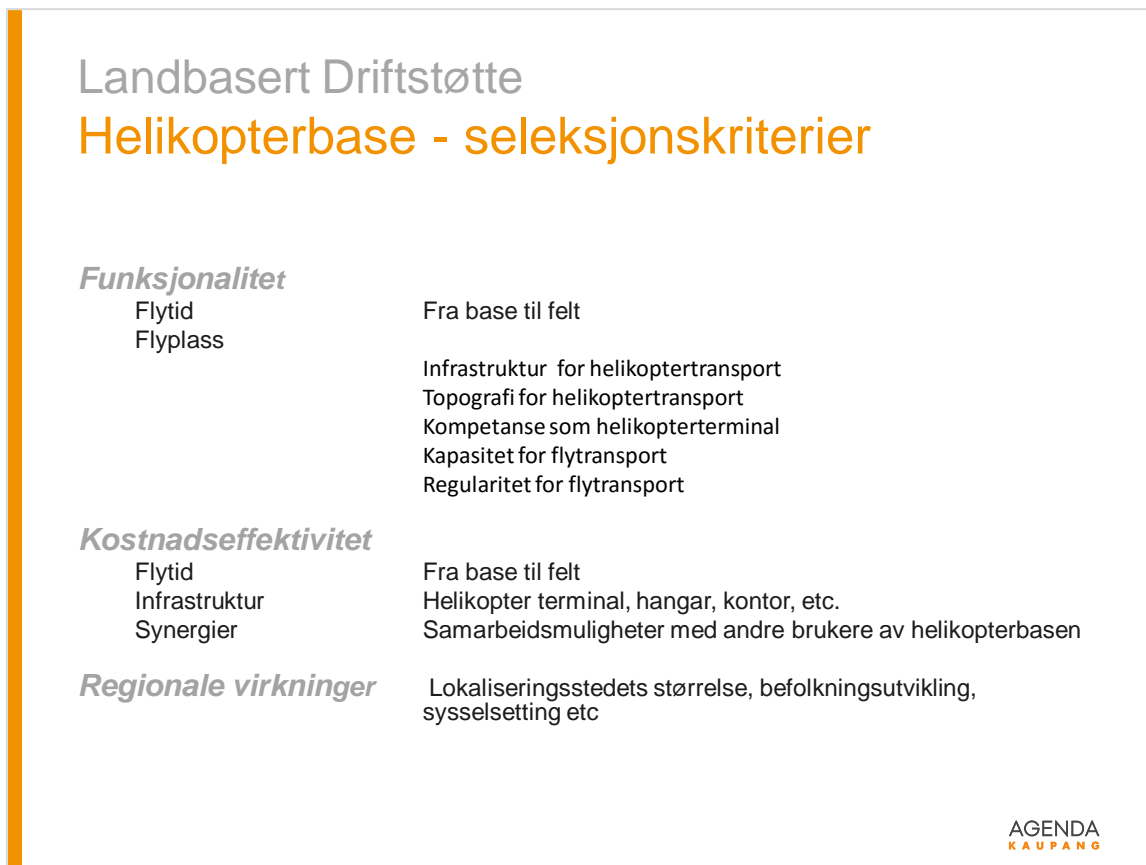 Landbasert Driftstøtte
Helikopterbase - seleksjonskriterier
Funksjonalitet
Flytid Fra base til felt
Flyplass
Infrastruktur for helikoptertransport
Topografi for helikoptertransport
Kompetanse som helikopterterminal
Kapasitet for flytransport
Regularitet for flytransport
Kostnadseffektivitet
Flytid Fra base til felt
Infrastruktur Helikopter terminal, hangar, kontor, etc.
Synergier Samarbeidsmuligheter med andre brukere av helikopterbasen
Regionale virkninger Lokaliseringsstedets størrelse, befolkningsutvikling,
sysselsetting etc
AGENDA
KAUPANG